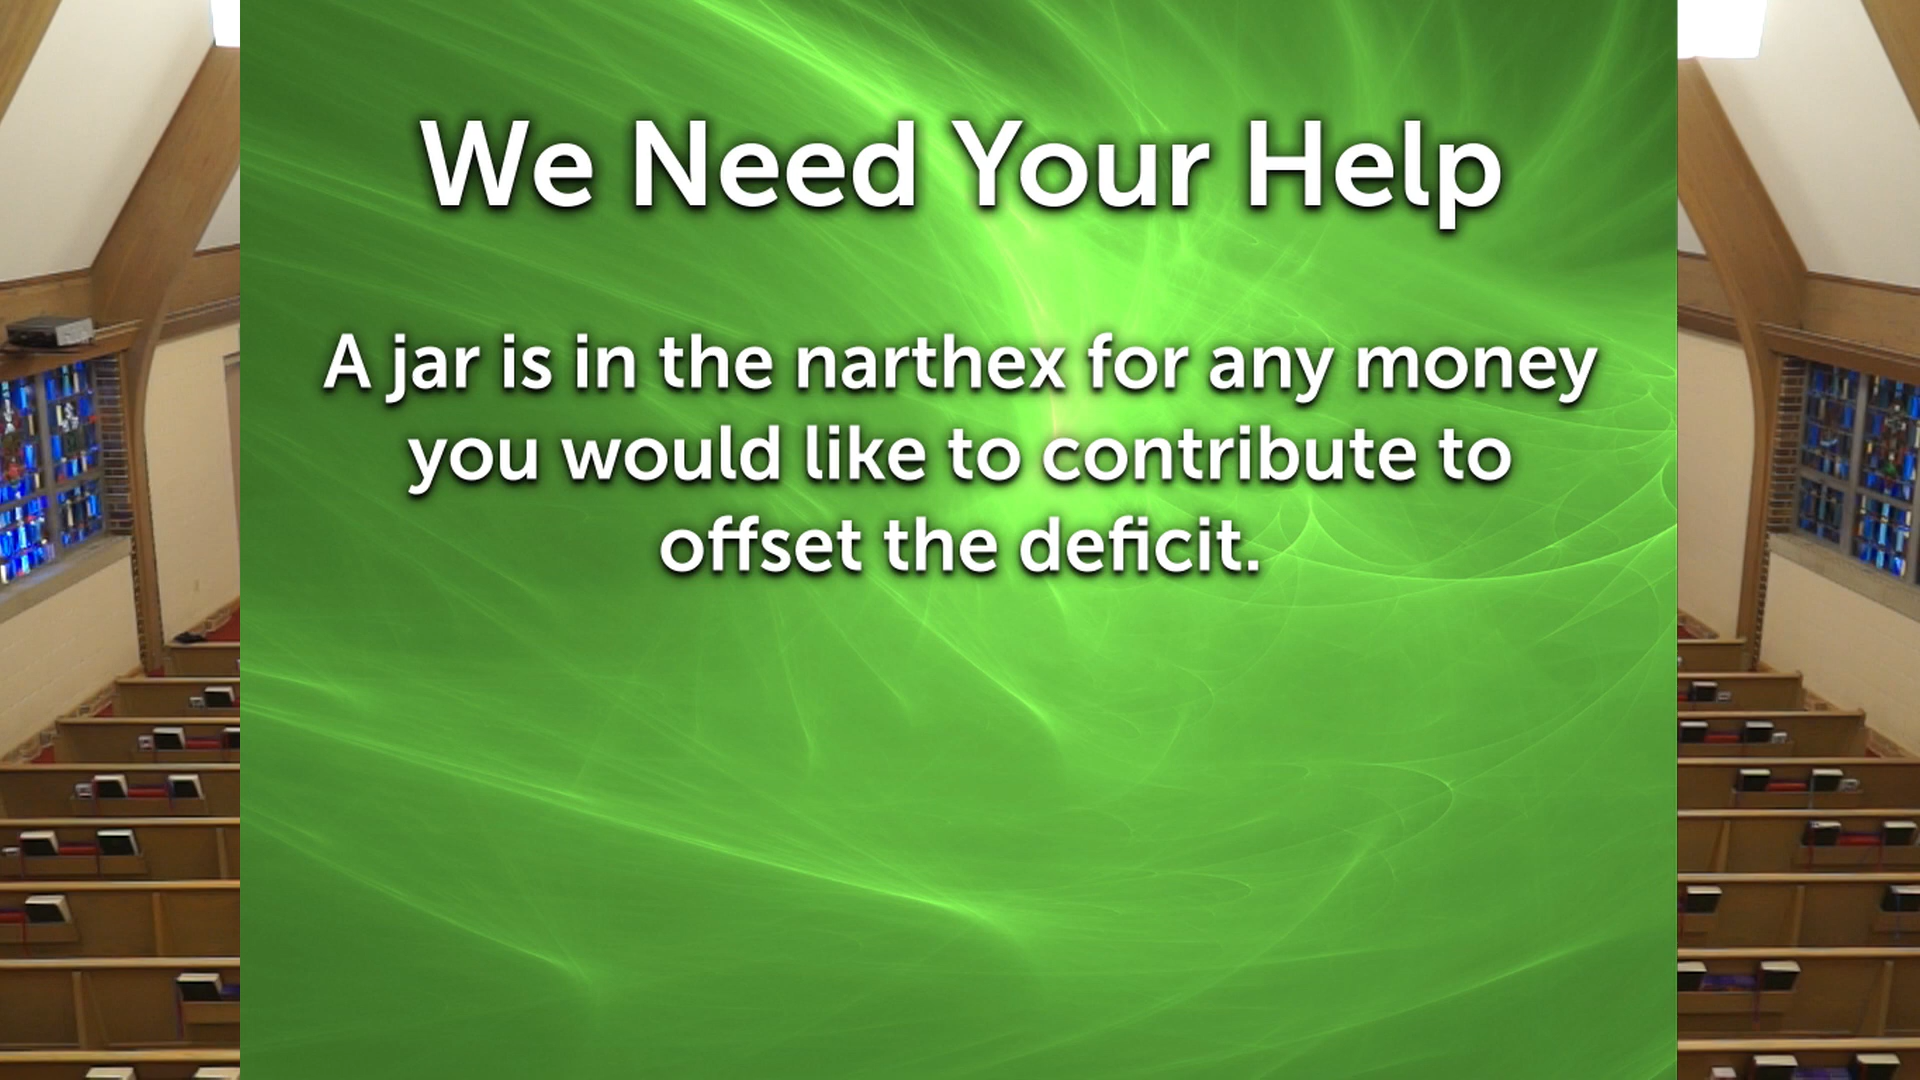 We Need Your Help
A jar is in the narthex for any money
you would like to contribute to
offset the deficit.